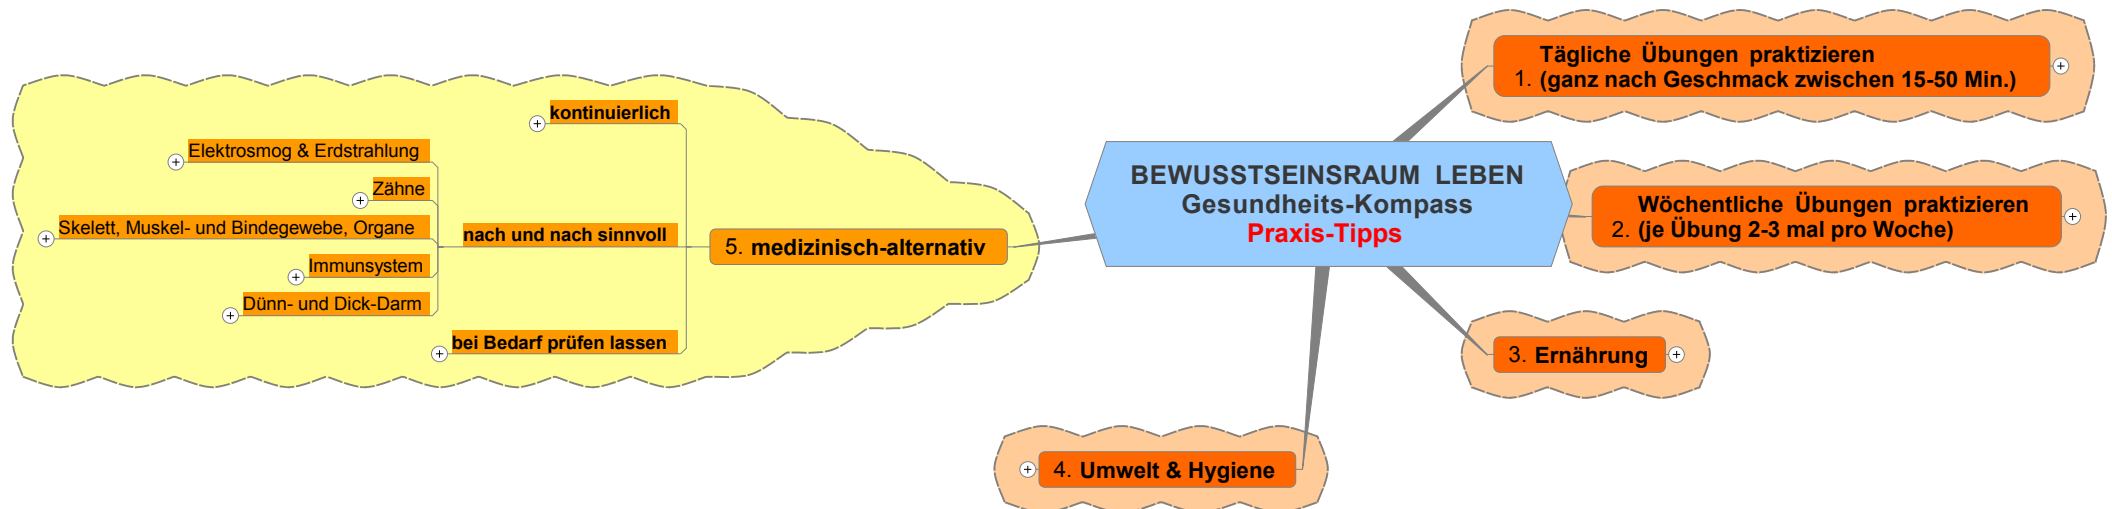 BEWUSSTSEINSRAUM LEBEN
Gesundheits-Kompass
Praxis-Tipps
1. Tägliche Übungen praktizieren
(ganz nach Geschmack zwischen 15-50 Min.)
2. Wöchentliche Übungen praktizieren
(je Übung 2-3 mal pro Woche)
3. Ernährung
4. Umwelt & Hygiene
5. medizinisch-alternativ
kontinuierlich
nach und nach sinnvoll
Elektrosmog & Erdstrahlung
Zähne
Skelett, Muskel- und Bindegewebe, Organe
Immunsystem
Dünn- und Dick-Darm
bei Bedarf prüfen lassen